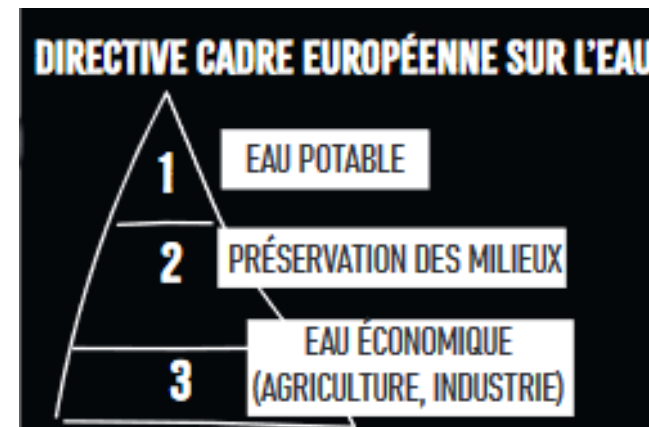 DIRECTIVE CADRE EUROPÉENNE SUR L'EAU
1
EAU POTABLE
2
PRÉSERVATION DES MILIEUX
EAU ÉCONOMIQUE
3
(AGRICULTURE, INDUSTRIE)